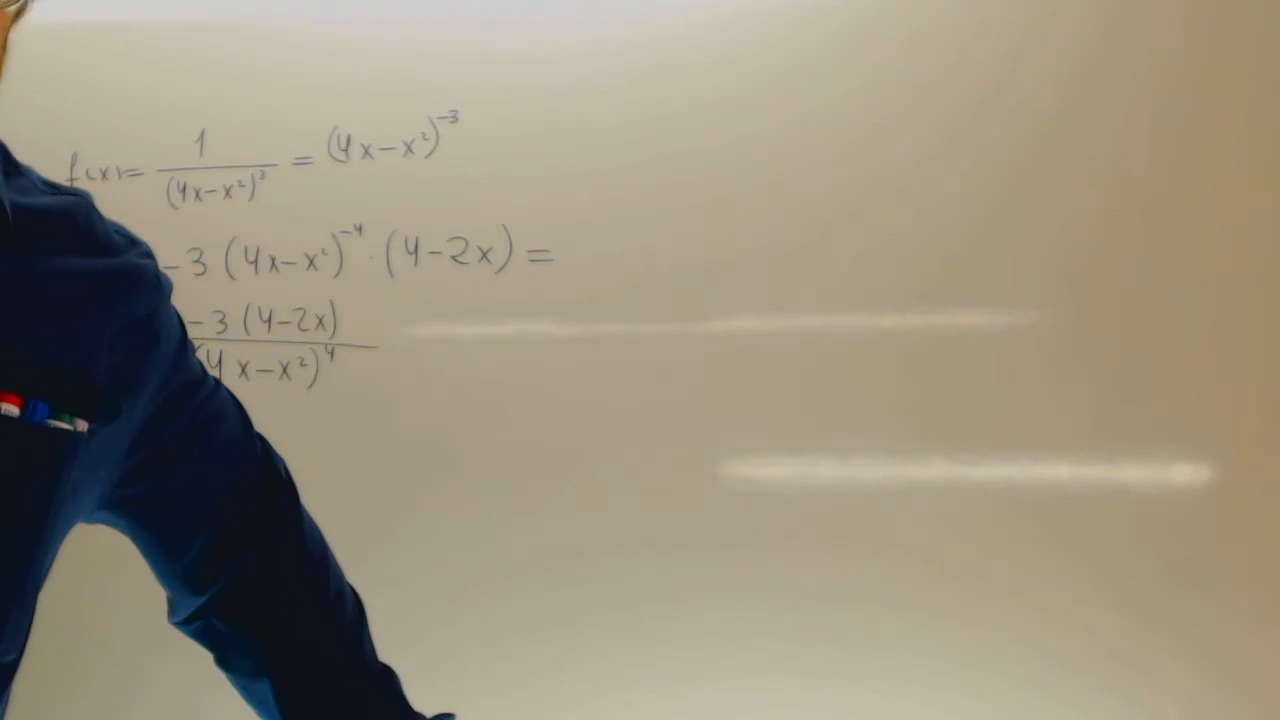 f(x)= 1/(4x-x²)³ = (4x-x²)⁻³
-3 (4x-x²)⁻⁴ · (4-2x) =
-3 (4-2x)/(4x-x²)⁴